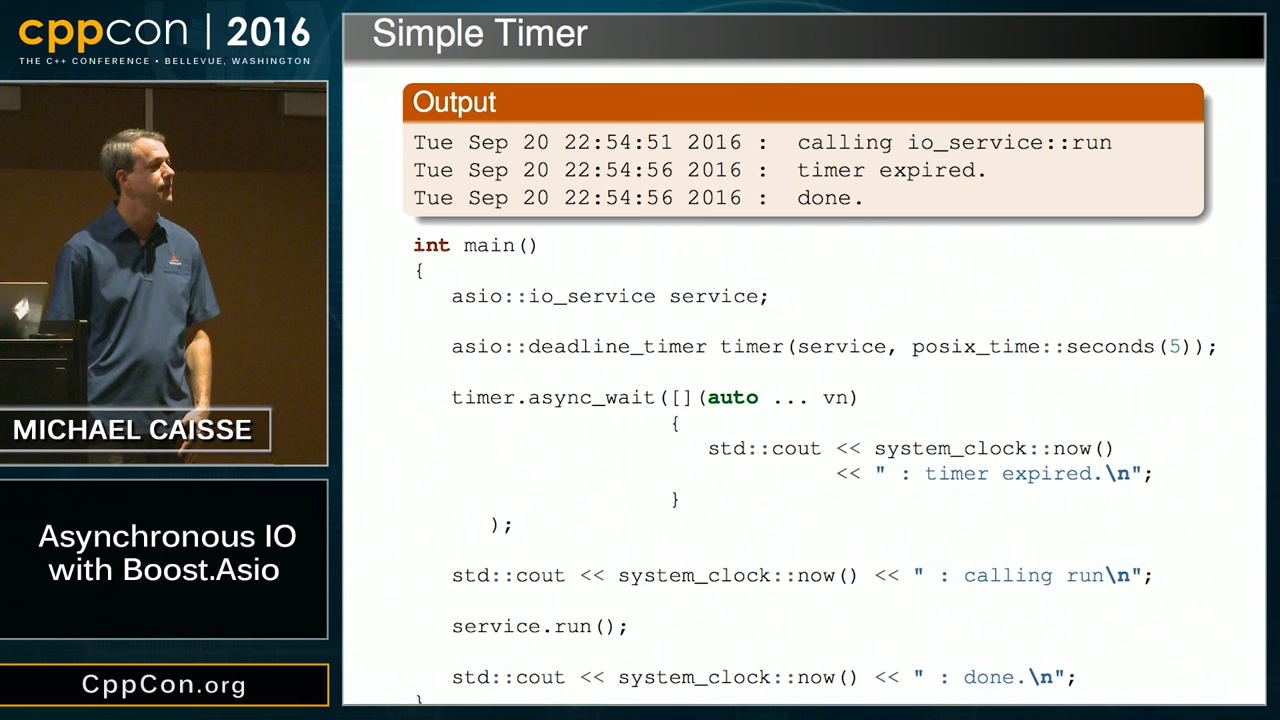 cppcon | 2016
THE C++ CONFERENCE • BELLEVUE, WASHINGTON
MICHAEL CAISSE
Asynchronous IO
with Boost.Asio
CppCon.org
Simple Timer
Output
Tue Sep 20 22:54:51 2016 :  calling io_service::run
Tue Sep 20 22:54:56 2016 :  timer expired.
Tue Sep 20 22:54:56 2016 :  done.
int main()
{
   asio::io_service service;
   asio::deadline_timer timer(service, posix_time::seconds(5));
   timer.async_wait([](auto ... vn)
                    {
                       std::cout << system_clock::now()
                                 << " : timer expired.\n";
                    }
      );
   std::cout << system_clock::now() << " : calling run\n";
   service.run();
   std::cout << system_clock::now() << " : done.\n";
}